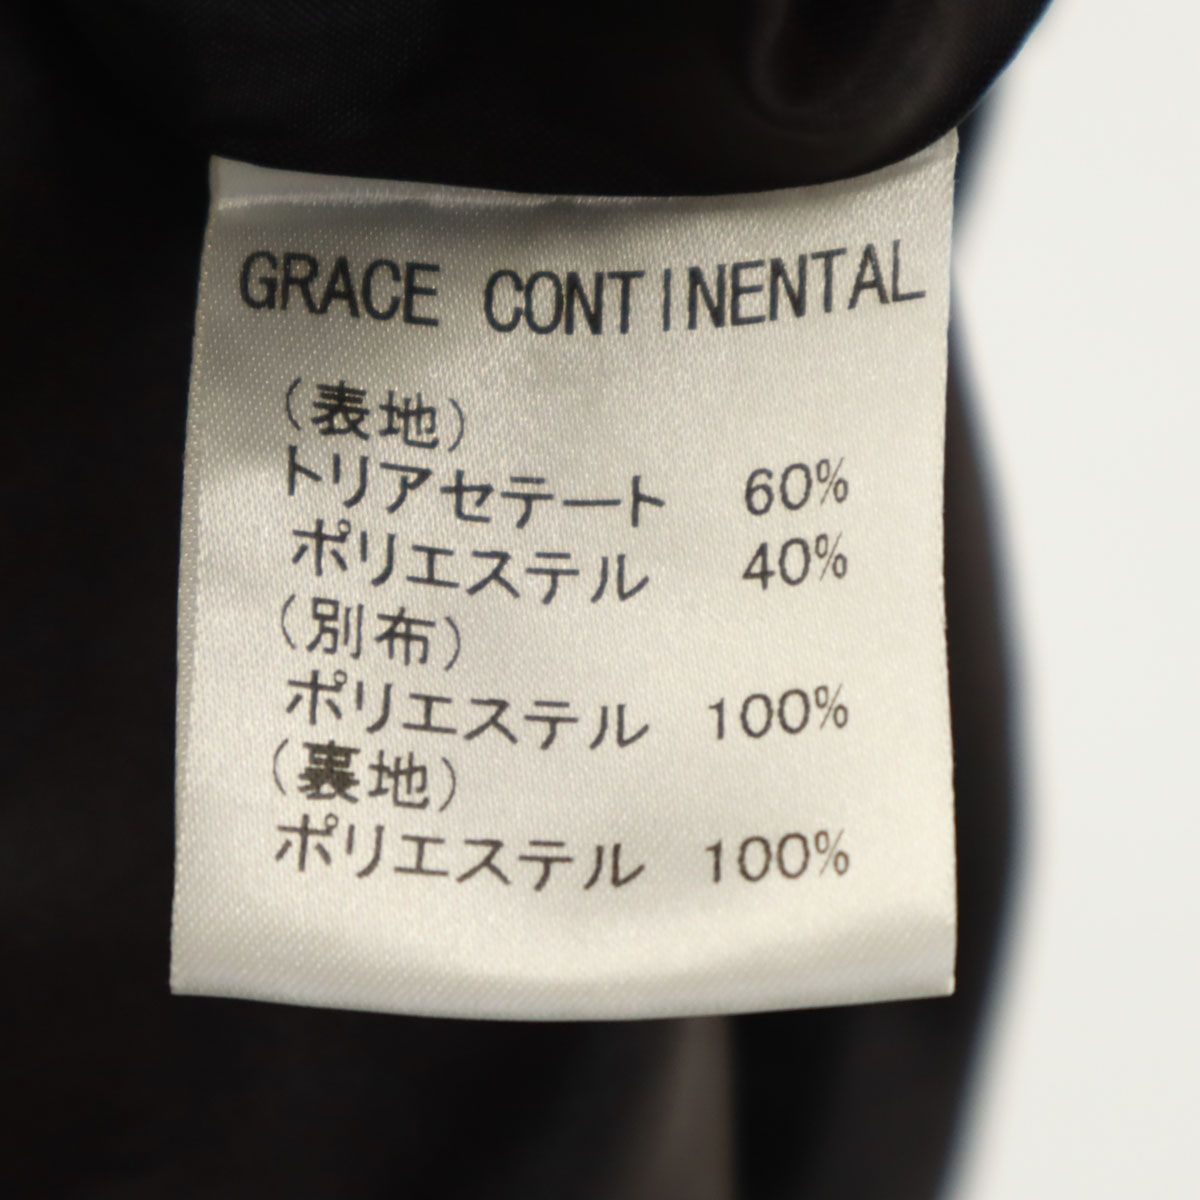 GRACE CONTINENTAL
(表地)
トリアセテート 60%
ポリエステル 40%
(別布)
ポリエステル 100%
(裏地)
ポリエステル 100%